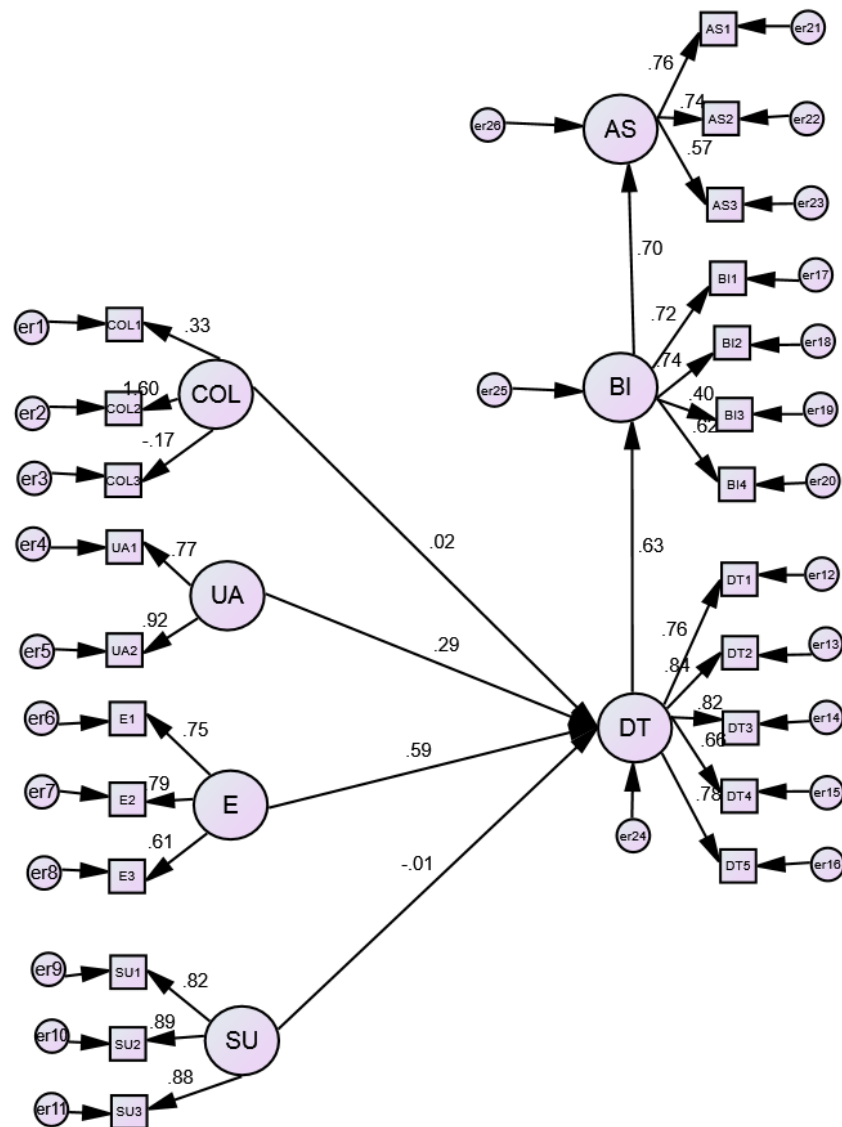 AS1
er21
.76
er26
AS
.74
AS2
er22
.57
AS3
er23
.70
BI1
er17
.72
er1
COL1
.33
BI2
er18
.74
er25
BI
COL
1.60
.40
er2
COL2
BI3
er19
.62
-.17
er3
COL3
BI4
er20
er4
UA1
.77
.02
.63
DT1
er12
UA
.92
.76
er5
UA2
.29
DT2
er13
.84
er6
E1
.82
.75
DT
DT3
er14
.66
.59
er7
E2
.79
E
.78
DT4
er15
.61
er24
er8
E3
-.01
DT5
er16
er9
SU1
.82
er10
SU2
.89
SU
.88
er11
SU3